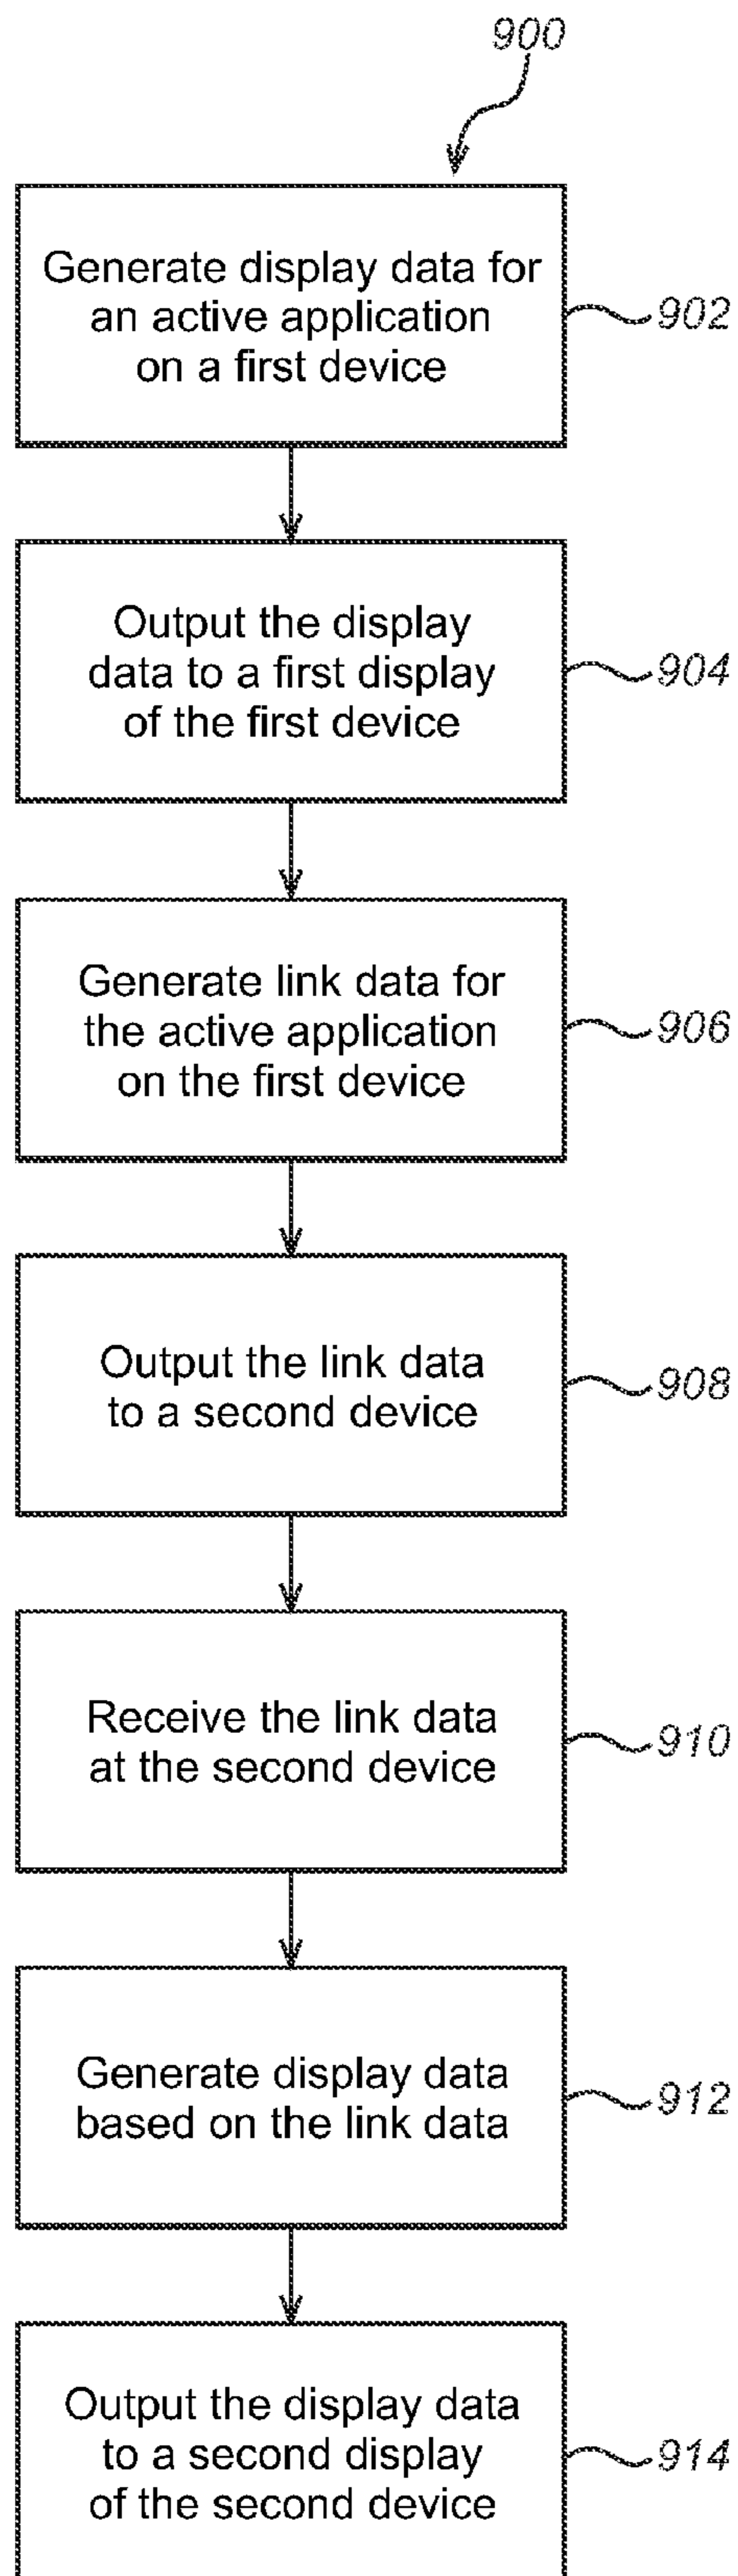 900
Generate display data for
an active application
on a first device
902
Output the display
data to a first display
of the first device
904
Generate link data for
the active application
on the first device
906
Output the link data
to a second device
908
Receive the link data
at the second device
910
Generate display data
based on the link data
912
Output the display data
to a second display
of the second device
914